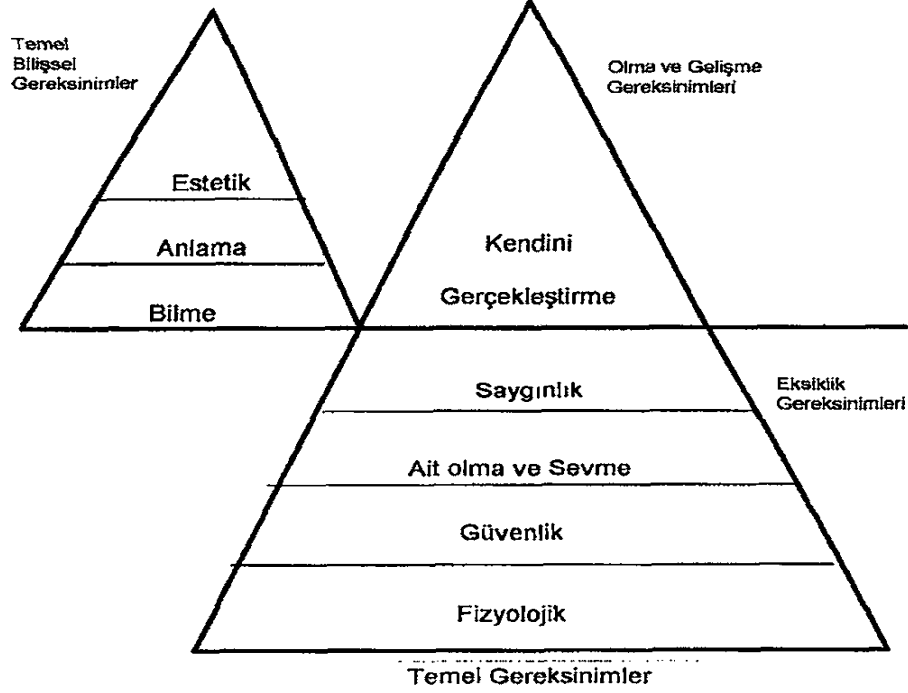 Temel
Bilişsel
Gereksinimler
Olma ve Gelişme
Gereksinimleri
Estetik
Anlama
Bilme
Kendini
Gerçekleştirme
Saygınlık
Eksiklik
Gereksinimleri
Ait olma ve Sevme
Güvenlik
Fizyolojik
Temel Gereksinimler